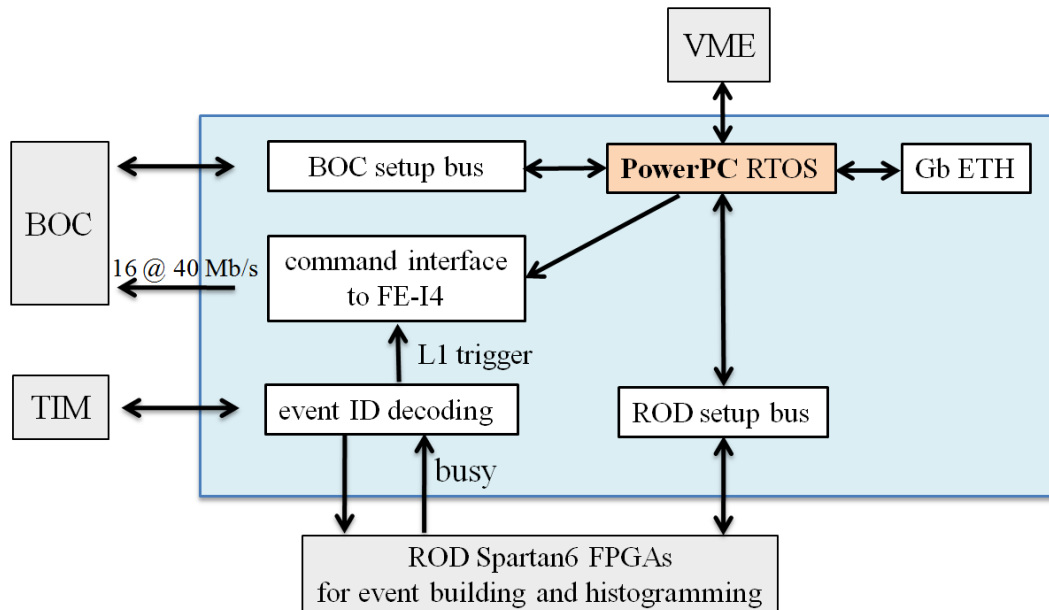 VME
BOC setup bus
PowerPC RTOS
Gb ETH
BOC
16 @ 40 Mb/s
command interface
to FE-I4
L1 trigger
TIM
event ID decoding
ROD setup bus
busy
ROD Spartan6 FPGAs
for event building and histogramming